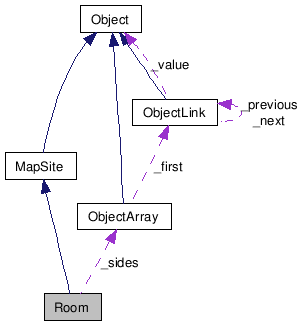 Object
_value
ObjectLink
_previous
_next
MapSite
_first
ObjectArray
_sides
Room